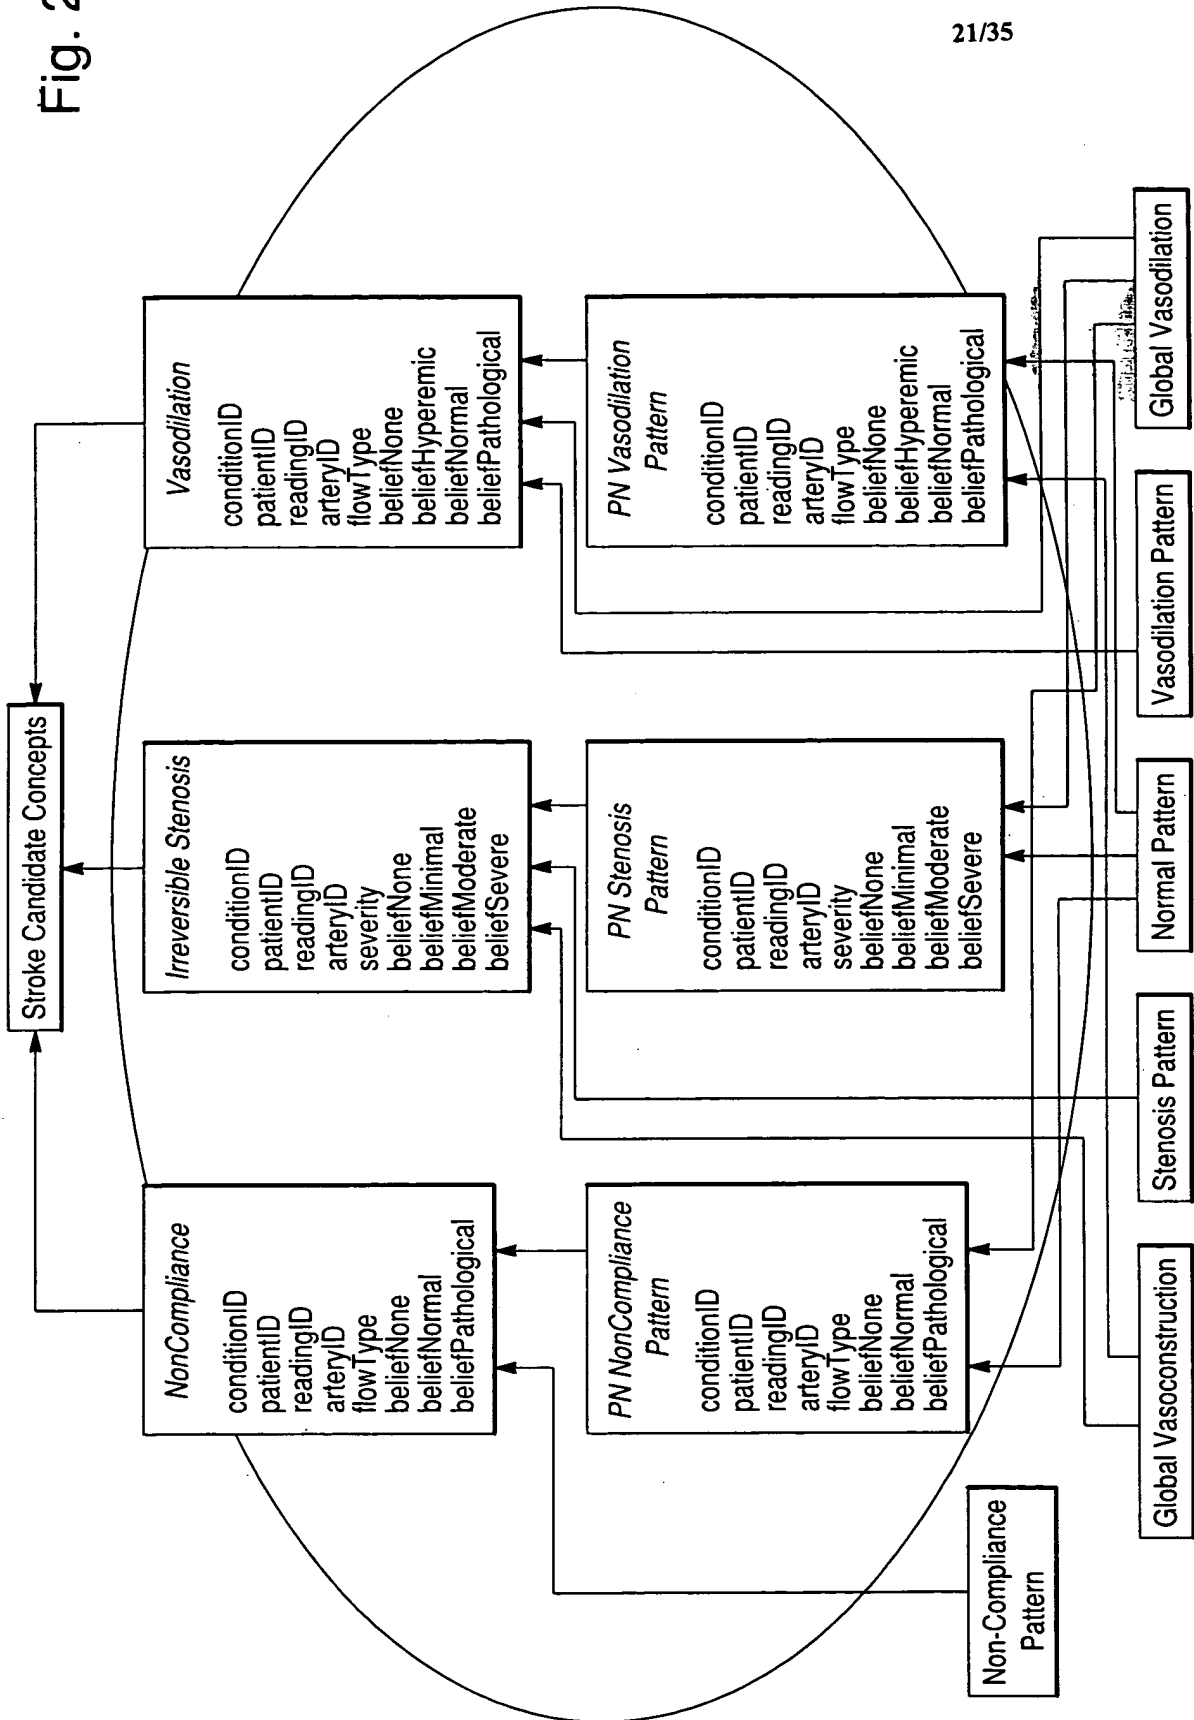 21/35
Fig. 2
Stroke Candidate Concepts
NonCompliance
conditionID
patientID
readingID
arteryID
flowType
beliefNone
beliefNormal
beliefPathological
Irreversible Stenosis
conditionID
patientID
readingID
arteryID
severity
beliefNone
beliefMinimal
beliefModerate
beliefSevere
Vasodilation
conditionID
patientID
readingID
arteryID
flowType
beliefNone
beliefHyperemic
beliefNormal
beliefPathological
PN NonCompliance
Pattern
conditionID
patientID
readingID
arteryID
flowType
beliefNone
beliefNormal
beliefPathological
PN Stenosis
Pattern
conditionID
patientID
readingID
arteryID
severity
beliefNone
beliefMinimal
beliefModerate
beliefSevere
PN Vasodilation
Pattern
conditionID
patientID
readingID
arteryID
flowType
beliefNone
beliefHyperemic
beliefNormal
beliefPathological
Non-Compliance
Pattern
Global Vasoconstruction
Stenosis Pattern
Normal Pattern
Vasodilation Pattern
Global Vasodilation